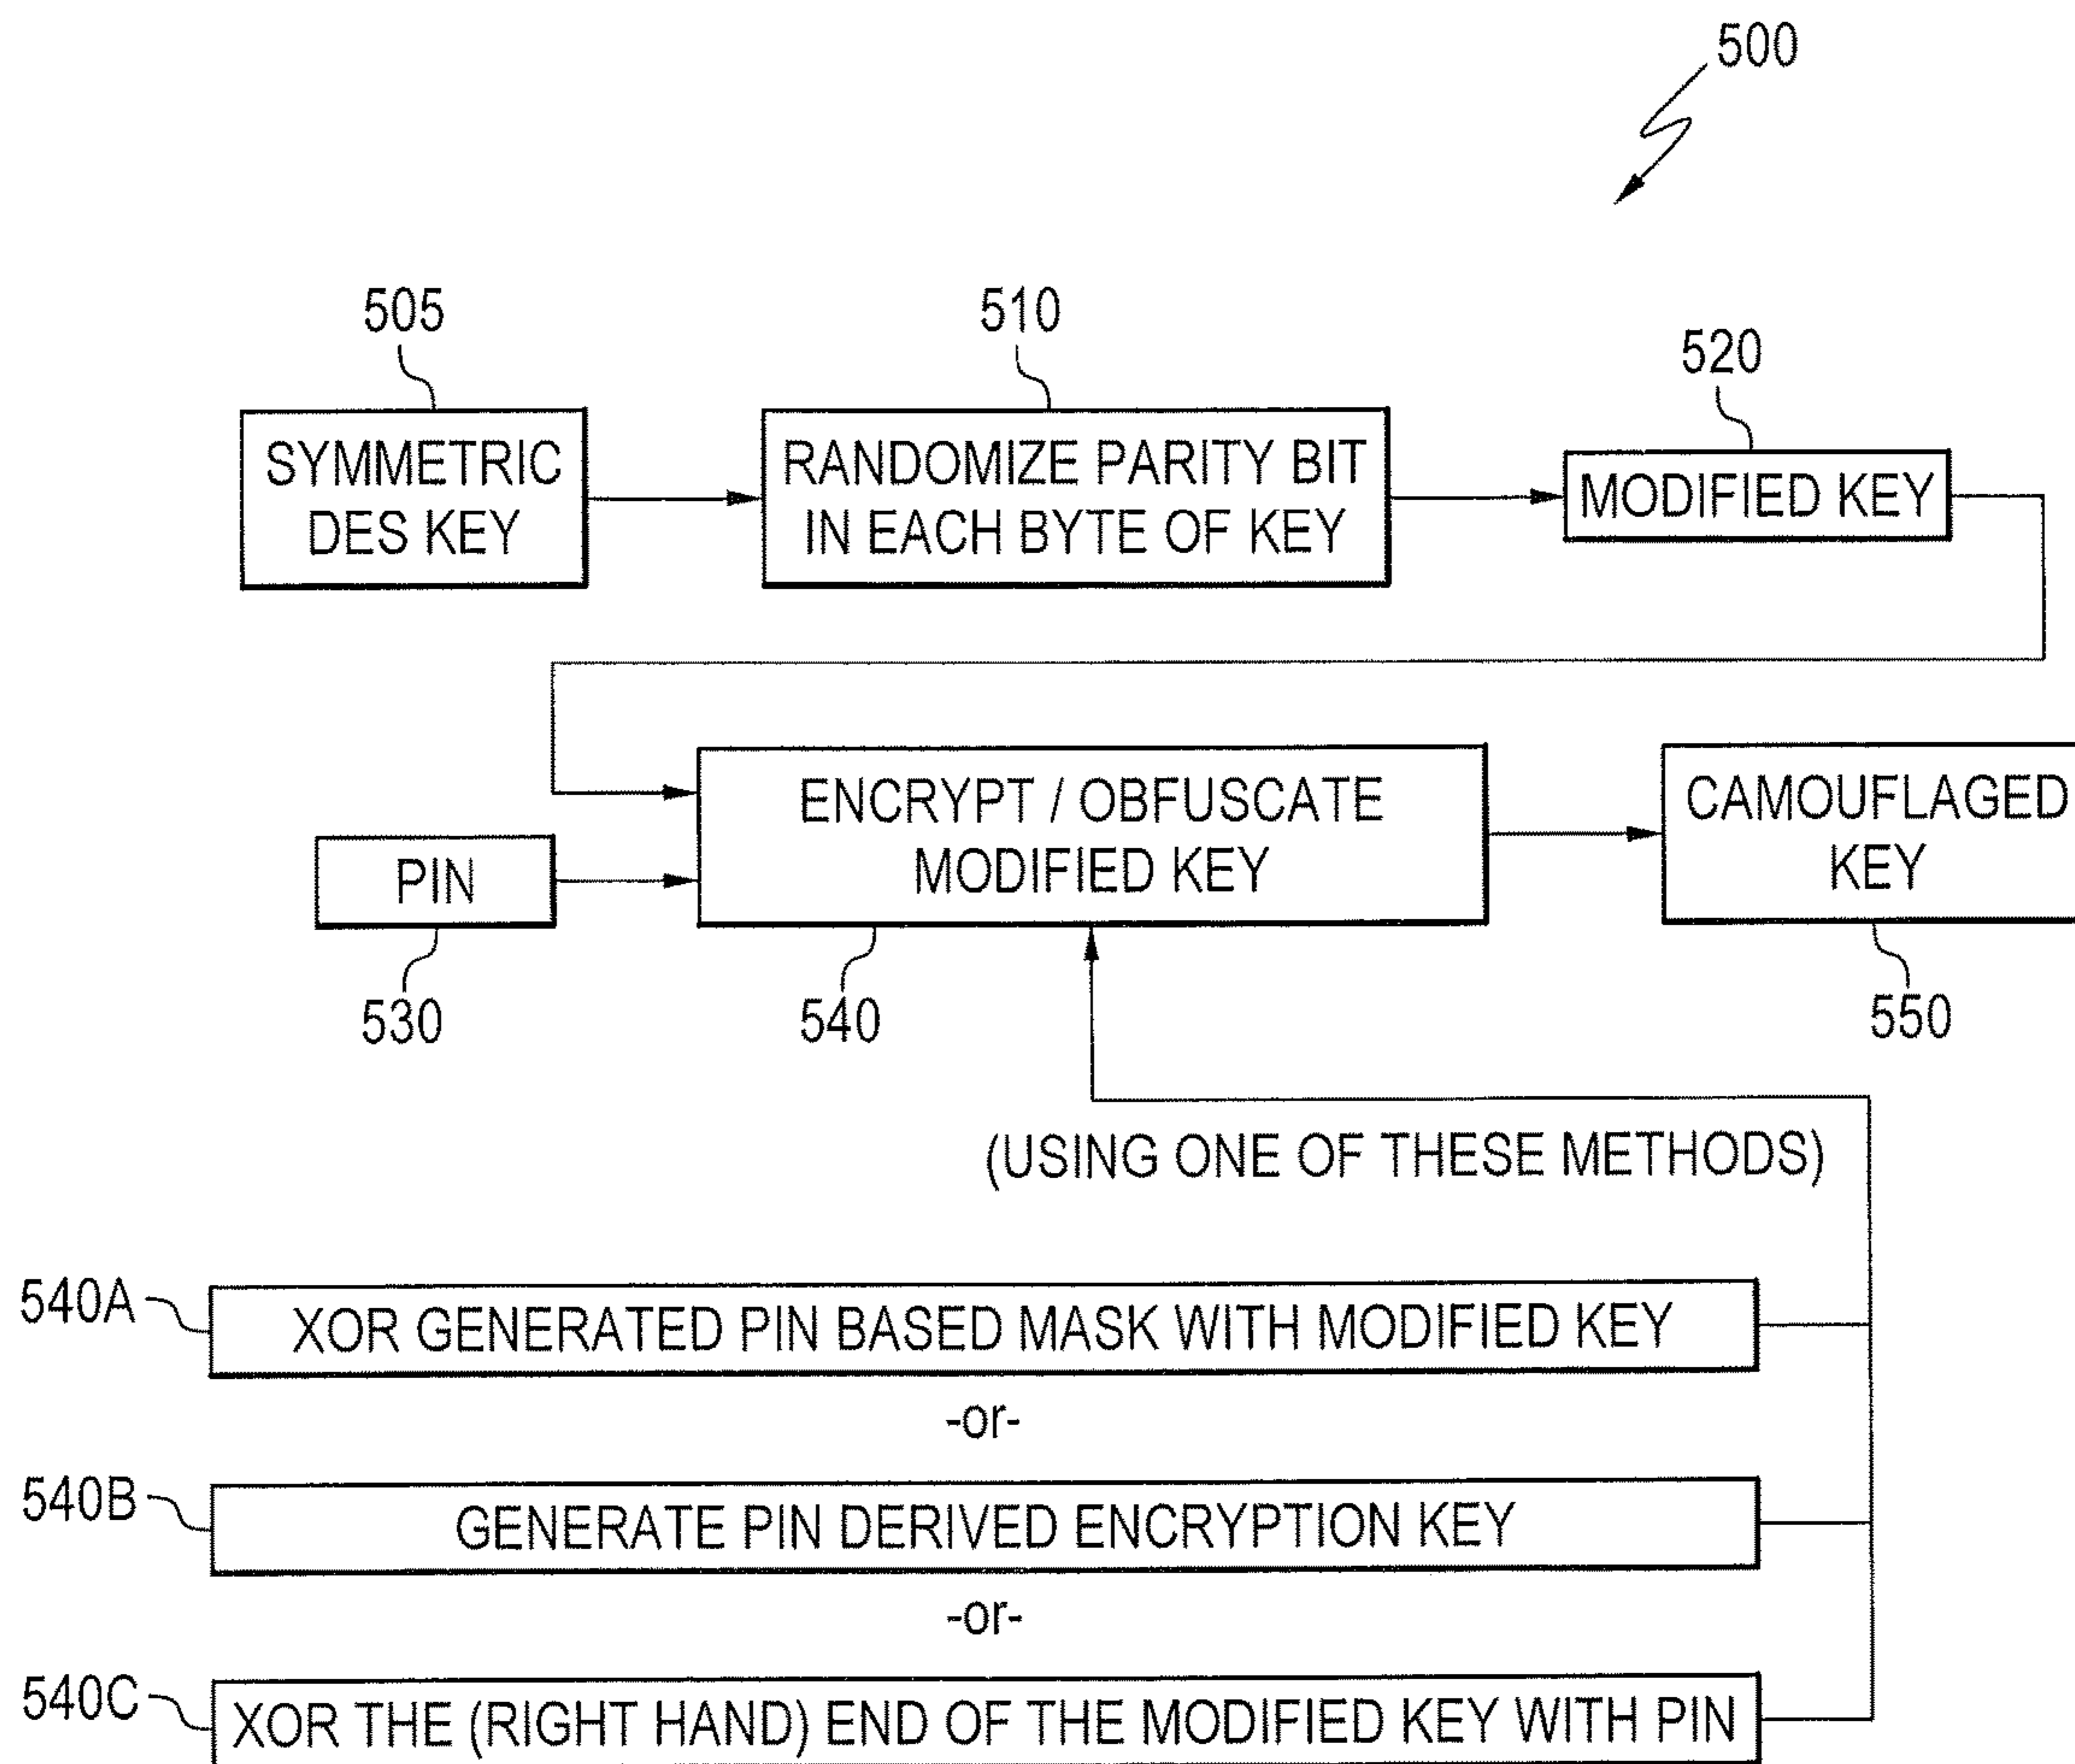 500
505
510
520
SYMMETRIC
DES KEY
RANDOMIZE PARITY BIT
IN EACH BYTE OF KEY
MODIFIED KEY
ENCRYPT / OBFUSCATE
MODIFIED KEY
CAMOUFLAGED
KEY
PIN
530
540
550
(USING ONE OF THESE METHODS)
540A
XOR GENERATED PIN BASED MASK WITH MODIFIED KEY
-or-
540B
GENERATE PIN DERIVED ENCRYPTION KEY
-or-
540C
XOR THE (RIGHT HAND) END OF THE MODIFIED KEY WITH PIN